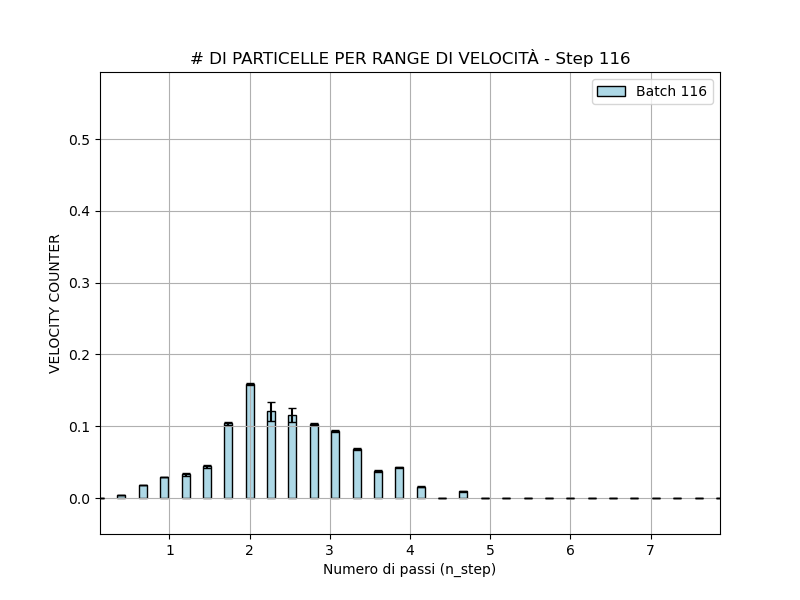 # DI PARTICELLE PER RANGE DI VELOCITÀ - Step 116
Batch 116
VELOCITY COUNTER
0.5
0.4
0.3
0.2
0.1
0.0
1 2 3 4 5 6 7
Numero di passi (n_step)